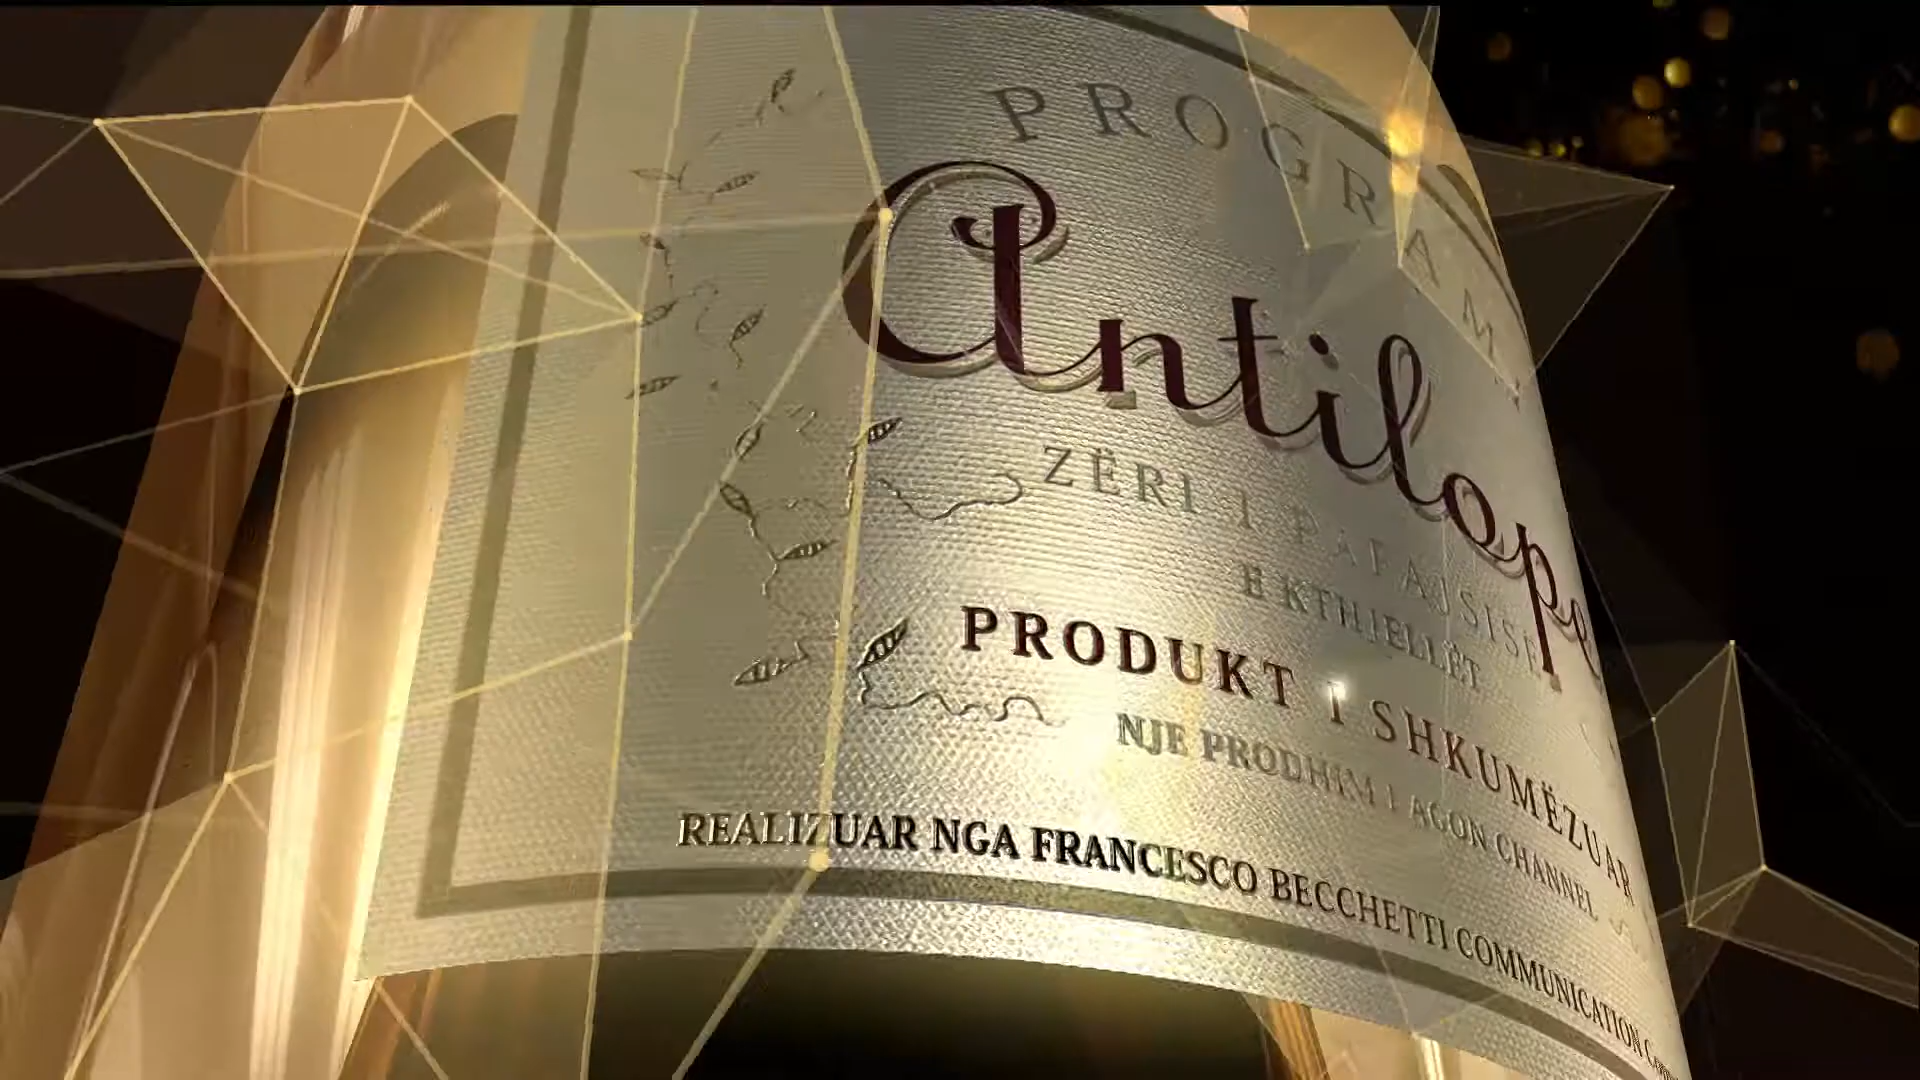 PROGRAMI
Antilope
ZËRI I PAFAJSISË
E KTHJELLËT
PRODUKT I SHKUMËZUAR
NJE PRODHIM I AGON CHANNEL
REALIZUAR NGA FRANCESCO BECCHETTI COMMUNICATION